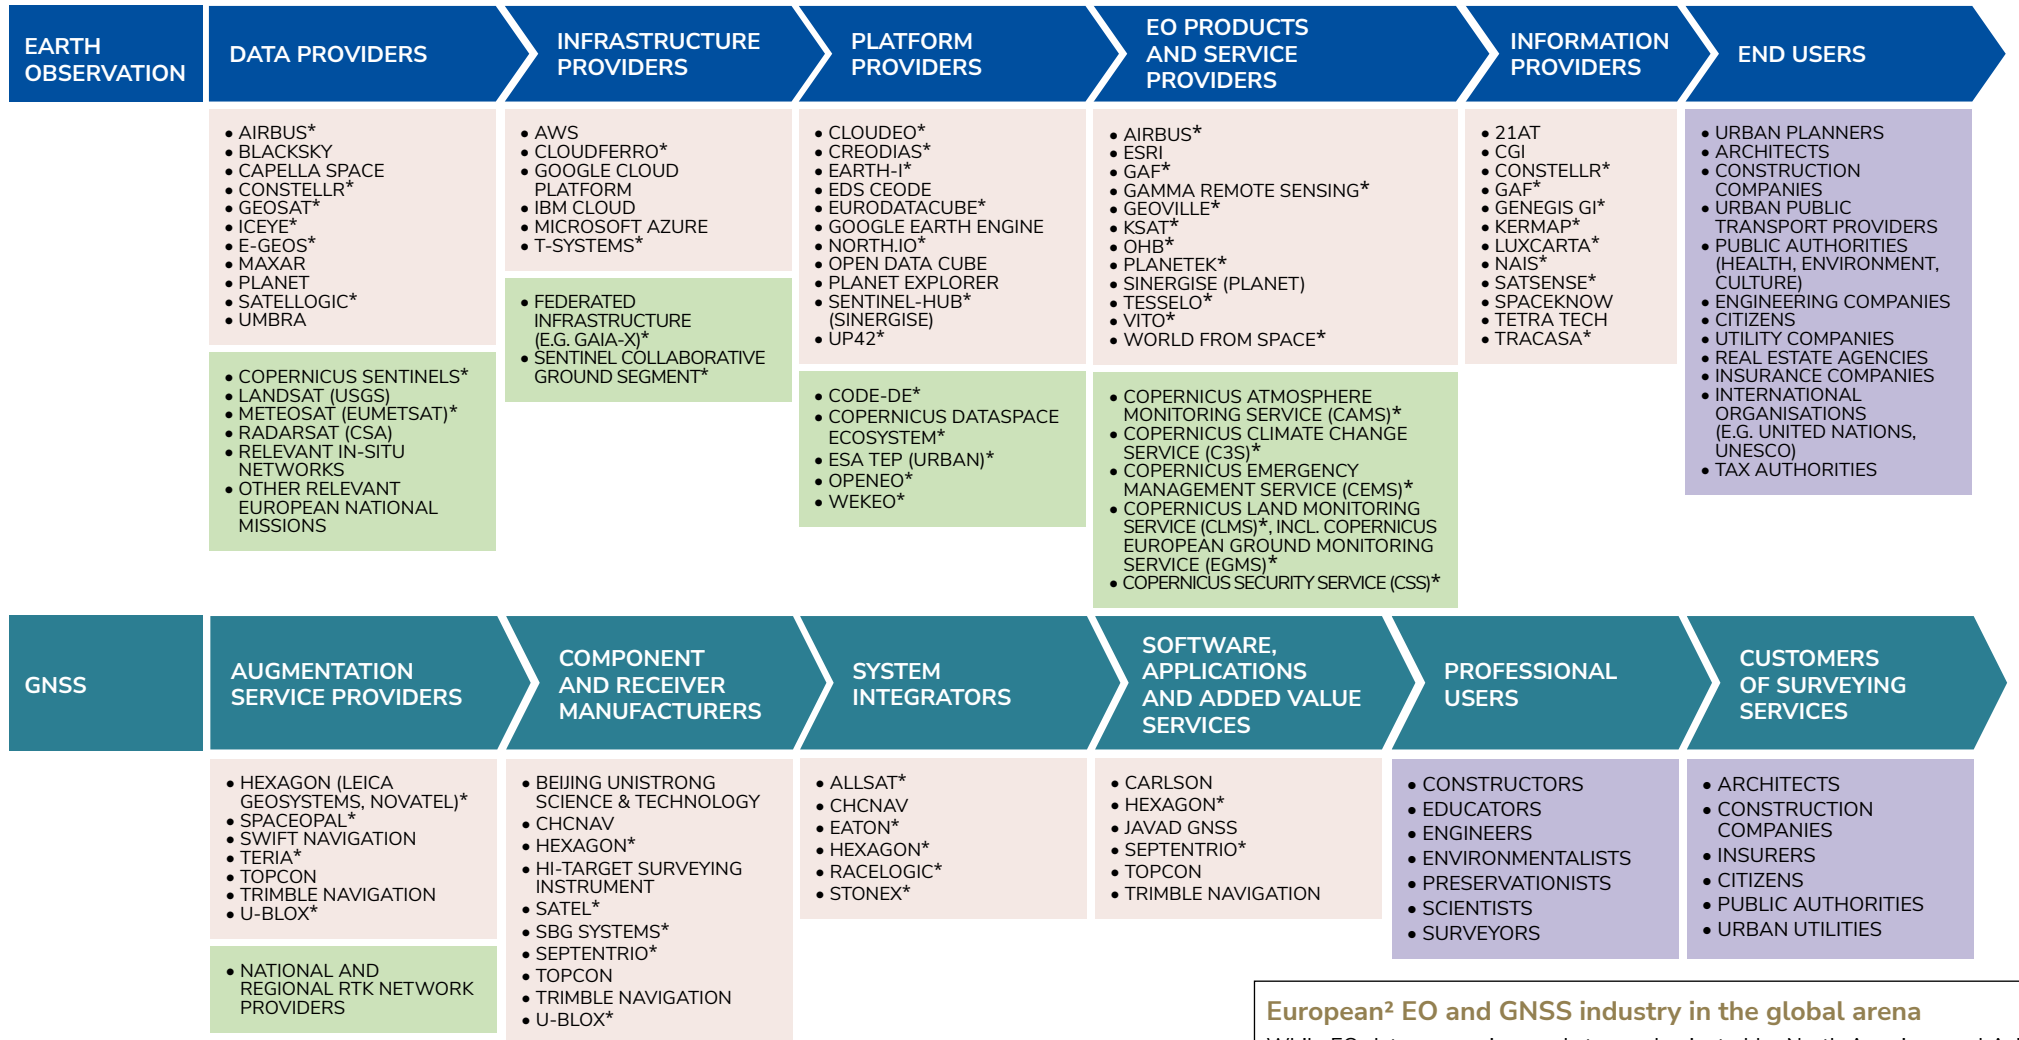 EARTH
OBSERVATION
DATA PROVIDERS
INFRASTRUCTURE
PROVIDERS
PLATFORM
PROVIDERS
EO PRODUCTS
AND SERVICE
PROVIDERS
INFORMATION
PROVIDERS
END USERS
• AIRBUS*
• BLACKSKY
• CAPELLA SPACE
• CONSTELLR*
• GEOSAT*
• ICEYE*
• E-GEOS*
• MAXAR
• PLANET
• SATELLOGIC*
• UMBRA
• COPERNICUS SENTINELS*
• LANDSAT (USGS)
• METEOSAT (EUMETSAT)*
• RADARSAT (CSA)
• RELEVANT IN-SITU
NETWORKS
• OTHER RELEVANT
EUROPEAN NATIONAL
MISSIONS
• AWS
• CLOUDFERRO*
• GOOGLE CLOUD
PLATFORM
• IBM CLOUD
• MICROSOFT AZURE
• T-SYSTEMS*
• FEDERATED
INFRASTRUCTURE
(E.G. GAIA-X)*
• SENTINEL COLLABORATIVE
GROUND SEGMENT*
• CLOUDEO*
• CREODIAS*
• EARTH-I*
• EDS CEODE
• EURODATACUBE*
• GOOGLE EARTH ENGINE
• NORTH.IO*
• OPEN DATA CUBE
• PLANET EXPLORER
• SENTINEL-HUB*
(SINERGISE)
• UP42*
• CODE-DE*
• COPERNICUS DATASPACE
ECOSYSTEM*
• ESA TEP (URBAN)*
• OPENEO*
• WEKEO*
• AIRBUS*
• ESRI
• GAF*
• GAMMA REMOTE SENSING*
• GEOVILLE*
• KSAT*
• OHB*
• PLANETEK*
• SINERGISE (PLANET)
• TESSELO*
• VITO*
• WORLD FROM SPACE*
• COPERNICUS ATMOSPHERE
MONITORING SERVICE (CAMS)*
• COPERNICUS CLIMATE CHANGE
SERVICE (C3S)*
• COPERNICUS EMERGENCY
MANAGEMENT SERVICE (CEMS)*
• COPERNICUS LAND MONITORING
SERVICE (CLMS)*, INCL. COPERNICUS
EUROPEAN GROUND MONITORING
SERVICE (EGMS)*
• COPERNICUS SECURITY SERVICE (CSS)*
• 21AT
• CGI
• CONSTELLR*
• GAF*
• GENEGIS GI*
• KERMAP*
• LUXCARTA*
• NAIS*
• SATSENSE*
• SPACEKNOW
• TETRA TECH
• TRACASA*
• URBAN PLANNERS
• ARCHITECTS
• CONSTRUCTION
COMPANIES
• URBAN PUBLIC
TRANSPORT PROVIDERS
• PUBLIC AUTHORITIES
(HEALTH, ENVIRONMENT,
CULTURE)
• ENGINEERING COMPANIES
• CITIZENS
• UTILITY COMPANIES
• REAL ESTATE AGENCIES
• INSURANCE COMPANIES
• INTERNATIONAL
ORGANISATIONS
(E.G. UNITED NATIONS,
UNESCO)
• TAX AUTHORITIES
GNSS
AUGMENTATION
SERVICE PROVIDERS
COMPONENT
AND RECEIVER
MANUFACTURERS
SYSTEM
INTEGRATORS
SOFTWARE,
APPLICATIONS
AND ADDED VALUE
SERVICES
PROFESSIONAL
USERS
CUSTOMERS
OF SURVEYING
SERVICES
• HEXAGON (LEICA
GEOSYSTEMS, NOVATEL)*
• SPACEOPAL*
• SWIFT NAVIGATION
• TERIA*
• TOPCON
• TRIMBLE NAVIGATION
• U-BLOX*
• NATIONAL AND
REGIONAL RTK NETWORK
PROVIDERS
• BEIJING UNISTRONG
SCIENCE & TECHNOLOGY
• CHCNAV
• HEXAGON*
• HI-TARGET SURVEYING
INSTRUMENT
• SATEL*
• SBG SYSTEMS*
• SEPTENTRIO*
• TOPCON
• TRIMBLE NAVIGATION
• U-BLOX*
• ALLSAT*
• CHCNAV
• EATON*
• HEXAGON*
• RACELOGIC*
• STONEX*
• CARLSON
• HEXAGON*
• JAVAD GNSS
• SEPTENTRIO*
• TOPCON
• TRIMBLE NAVIGATION
• CONSTRUCTORS
• EDUCATORS
• ENGINEERS
• ENVIRONMENTALISTS
• PRESERVATIONISTS
• SCIENTISTS
• SURVEYORS
• ARCHITECTS
• CONSTRUCTION
COMPANIES
• INSURERS
• CITIZENS
• PUBLIC AUTHORITIES
• URBAN UTILITIES
European² EO and GNSS industry in the global arena